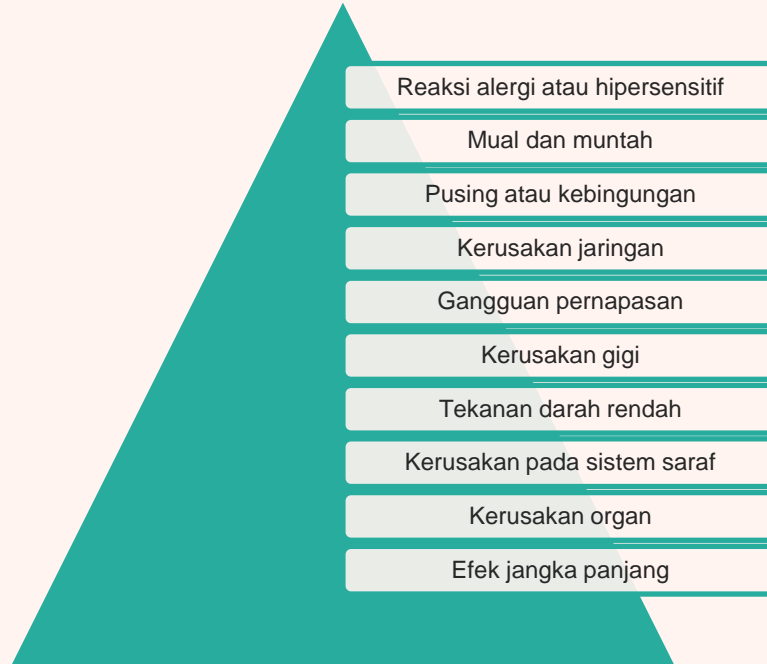 Reaksi alergi atau hipersensitif
Mual dan muntah
Pusing atau kebingungan
Kerusakan jaringan
Gangguan pernapasan
Kerusakan gigi
Tekanan darah rendah
Kerusakan pada sistem saraf
Kerusakan organ
Efek jangka panjang